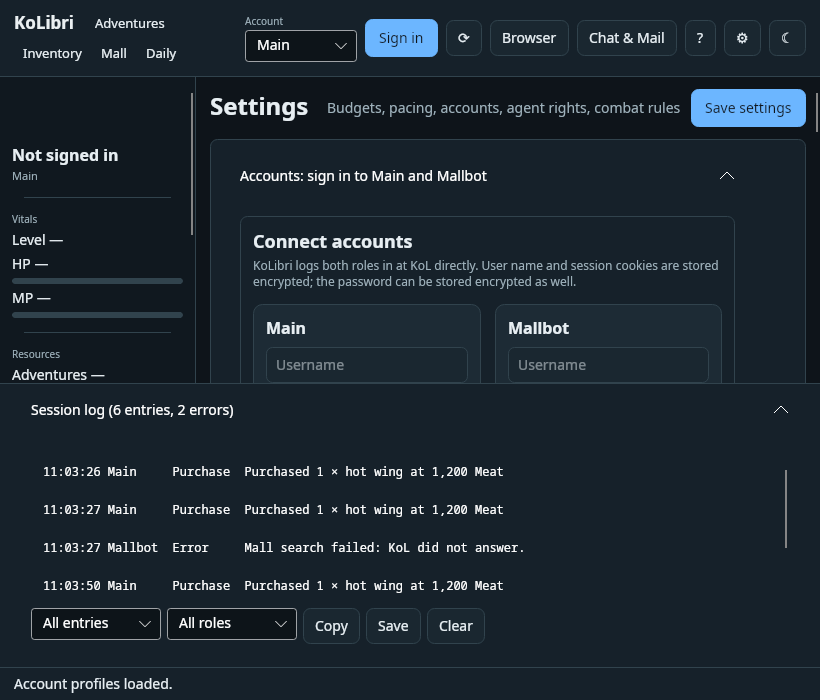 KoLibri
Adventures
Inventory
Mall
Daily
Account
Main
Sign in
⟳
Browser
Chat & Mail
?
⚙
☾
Not signed in
Main
Vitals
Level —
HP —
MP —
Resources
Adventures —
Settings
Budgets, pacing, accounts, agent rights, combat rules
Save settings
Accounts: sign in to Main and Mallbot
Connect accounts
KoLibri logs both roles in at KoL directly. User name and session cookies are stored
encrypted; the password can be stored encrypted as well.
Main
Username
Mallbot
Username
Session log (6 entries, 2 errors)
11:03:26 Main Purchase Purchased 1 × hot wing at 1,200 Meat
11:03:27 Main Purchase Purchased 1 × hot wing at 1,200 Meat
11:03:27 Mallbot Error Mall search failed: KoL did not answer.
11:03:50 Main Purchase Purchased 1 × hot wing at 1,200 Meat
All entries
All roles
Copy
Save
Clear
Account profiles loaded.